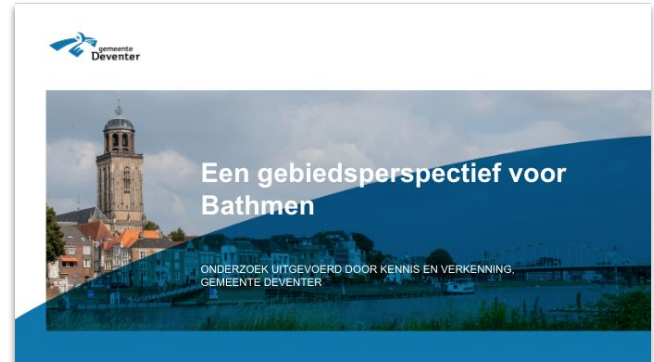 gemeente
Deventer
Een gebiedsperspectief voor
Bathmen
ONDERZOEK UITGEVOERD DOOR KENNIS EN VERKENNING,
GEMEENTE DEVENTER